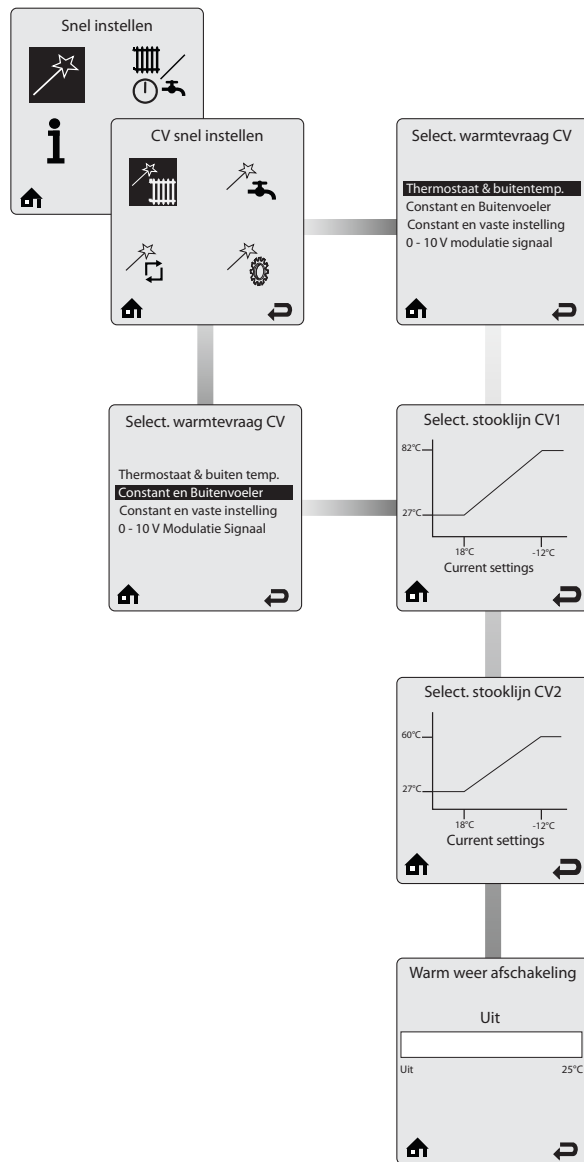 Snel instellen
CV snel instellen
Select. warmtevraag CV
Thermostaat & buitentemp.
Constant en Buitenvoeler
Constant en vaste instelling
0 - 10 V modulatie signaal
Select. warmtevraag CV
Thermostaat & buiten temp.
Constant en Buitenvoeler
Constant en vaste instelling
0 - 10 V Modulatie Signaal
Select. stooklijn CV1
82°C
27°C
18°C -12°C
Current settings
Select. stooklijn CV2
60°C
27°C
18°C -12°C
Current settings
Warm weer afschakeling
Uit
Uit 25°C